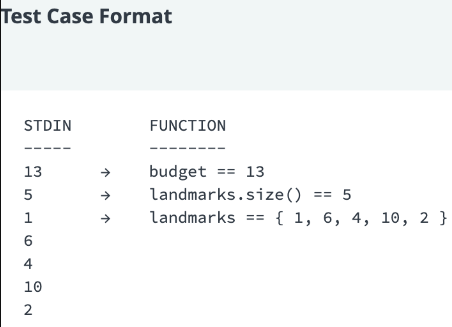 Test Case Format
STDIN FUNCTION
----- --------
13 → budget == 13
5 → landmarks.size() == 5
1 → landmarks == { 1, 6, 4, 10, 2 }
6
4
10
2